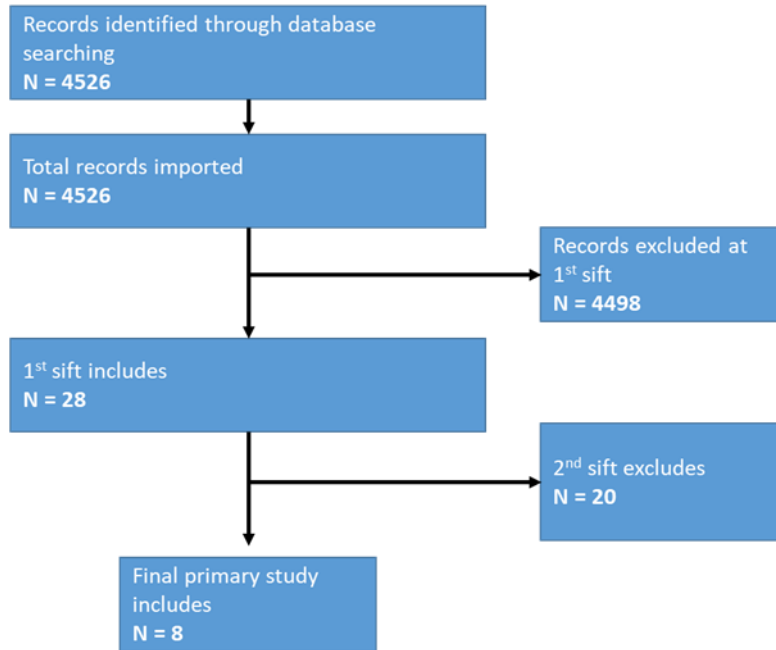 Records identified through database
searching
N = 4526
Total records imported
N = 4526
Records excluded at
1st sift
N = 4498
1st sift includes
N = 28
2nd sift excludes
N = 20
Final primary study
includes
N = 8